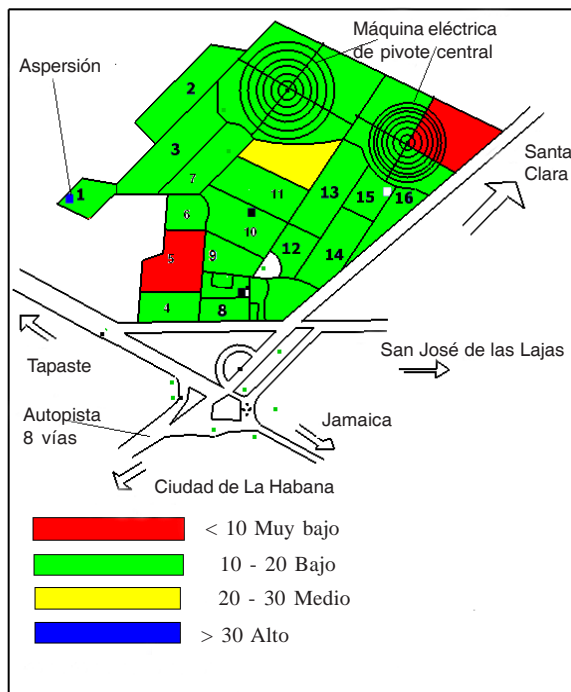 Máquina eléctrica
de pivote central
Aspersión
2
3
1
7
11
13
15
16
6
10
12
14
5
9
4
8
Santa
Clara
San José de las Lajas
Tapaste
Jamaica
Autopista
8 vías
Ciudad de La Habana
< 10 Muy bajo
10 - 20 Bajo
20 - 30 Medio
> 30 Alto